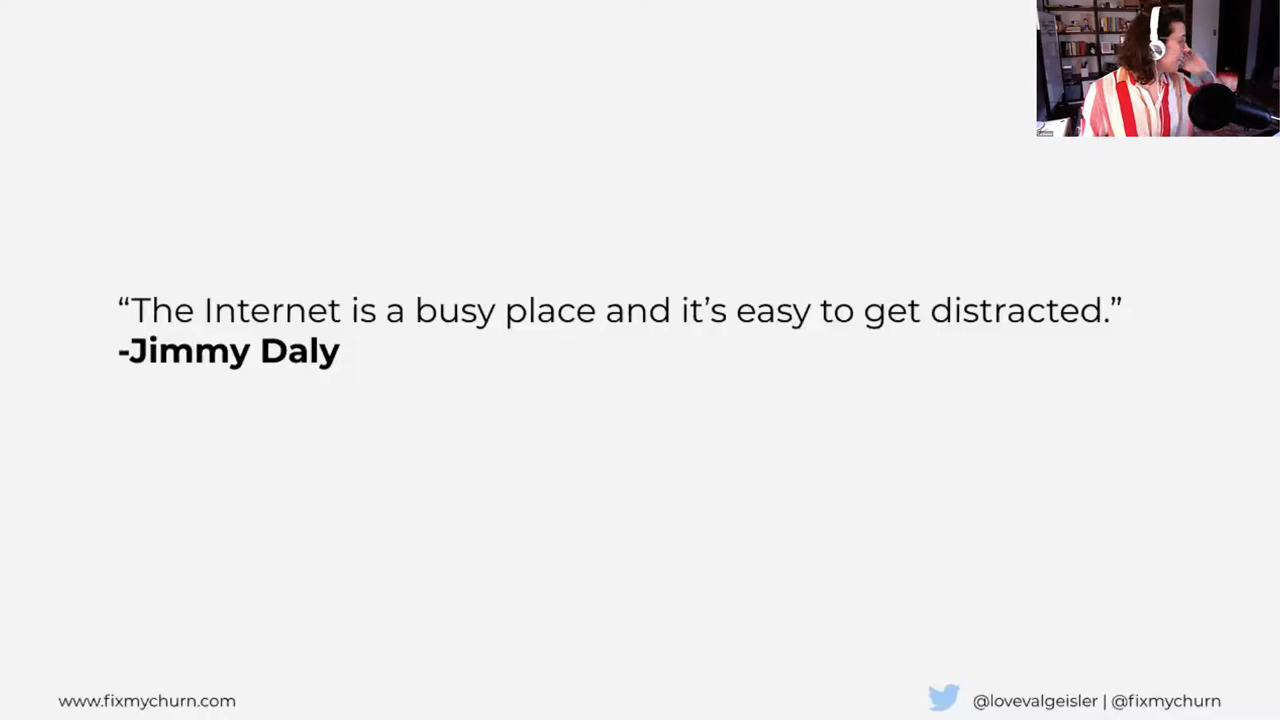 “The Internet is a busy place and it’s easy to get distracted.”
-Jimmy Daly
www.fixmychurn.com
@lovevalgeisler | @fixmychurn